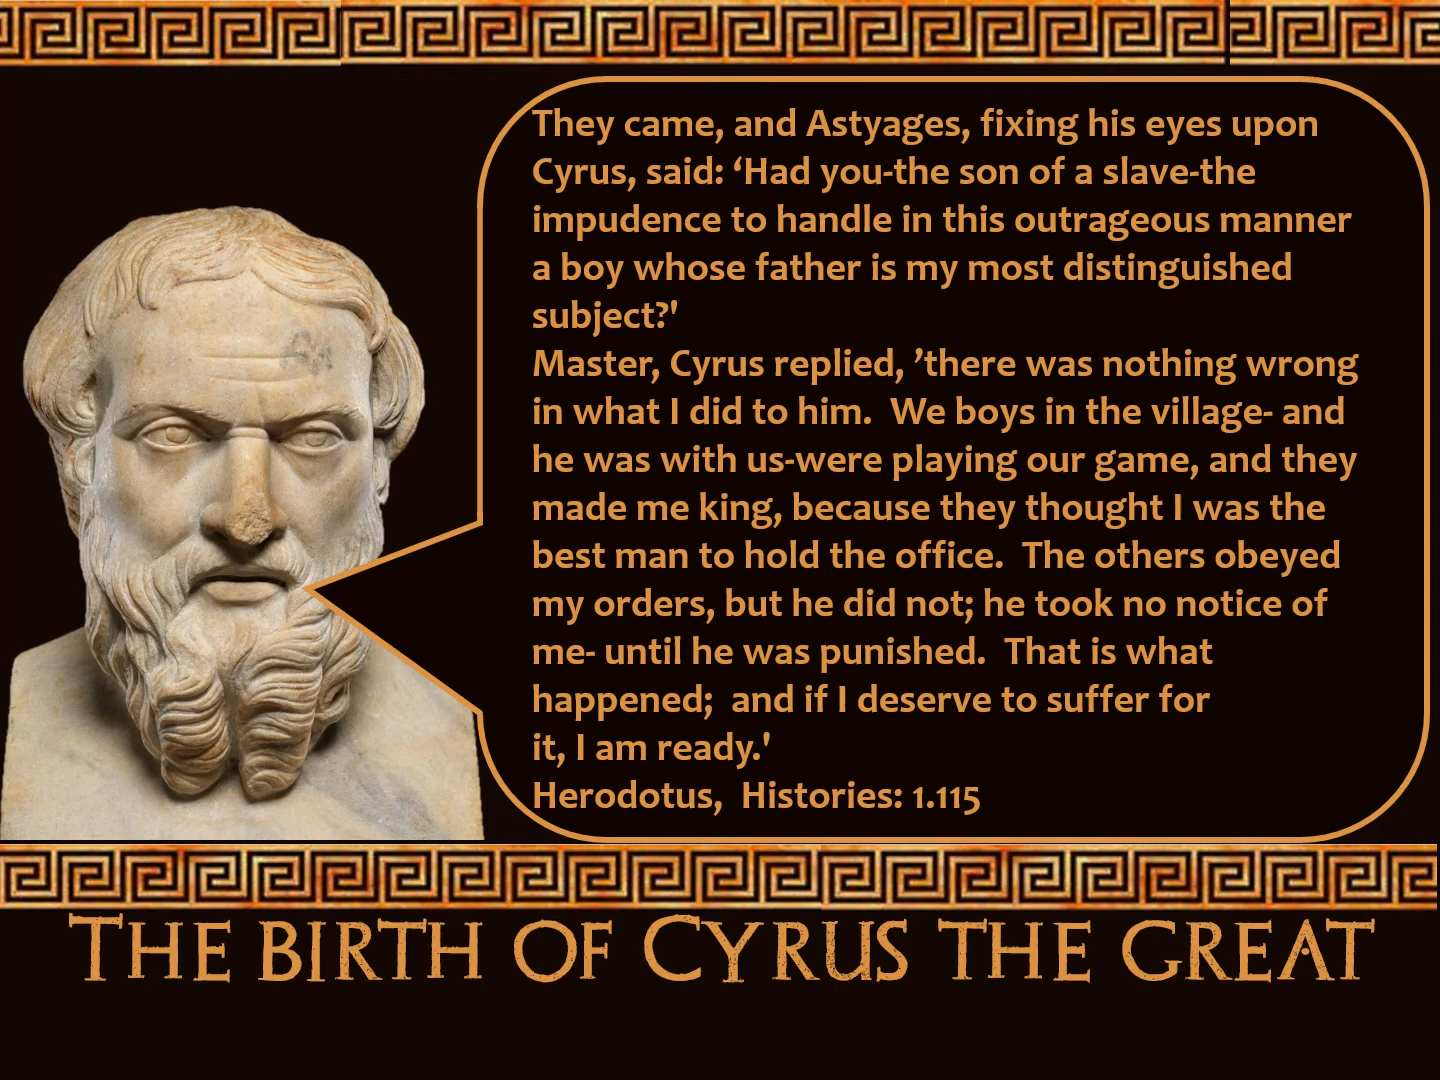 They came, and Astyages, fixing his eyes upon
Cyrus, said: ‘Had you-the son of a slave-the
impudence to handle in this outrageous manner
a boy whose father is my most distinguished
subject?'
Master, Cyrus replied, ’there was nothing wrong
in what I did to him.  We boys in the village- and
he was with us-were playing our game, and they
made me king, because they thought I was the
best man to hold the office.  The others obeyed
my orders, but he did not; he took no notice of
me- until he was punished.  That is what
happened;  and if I deserve to suffer for
it, I am ready.'
Herodotus,  Histories: 1.115
The birth of Cyrus the Great